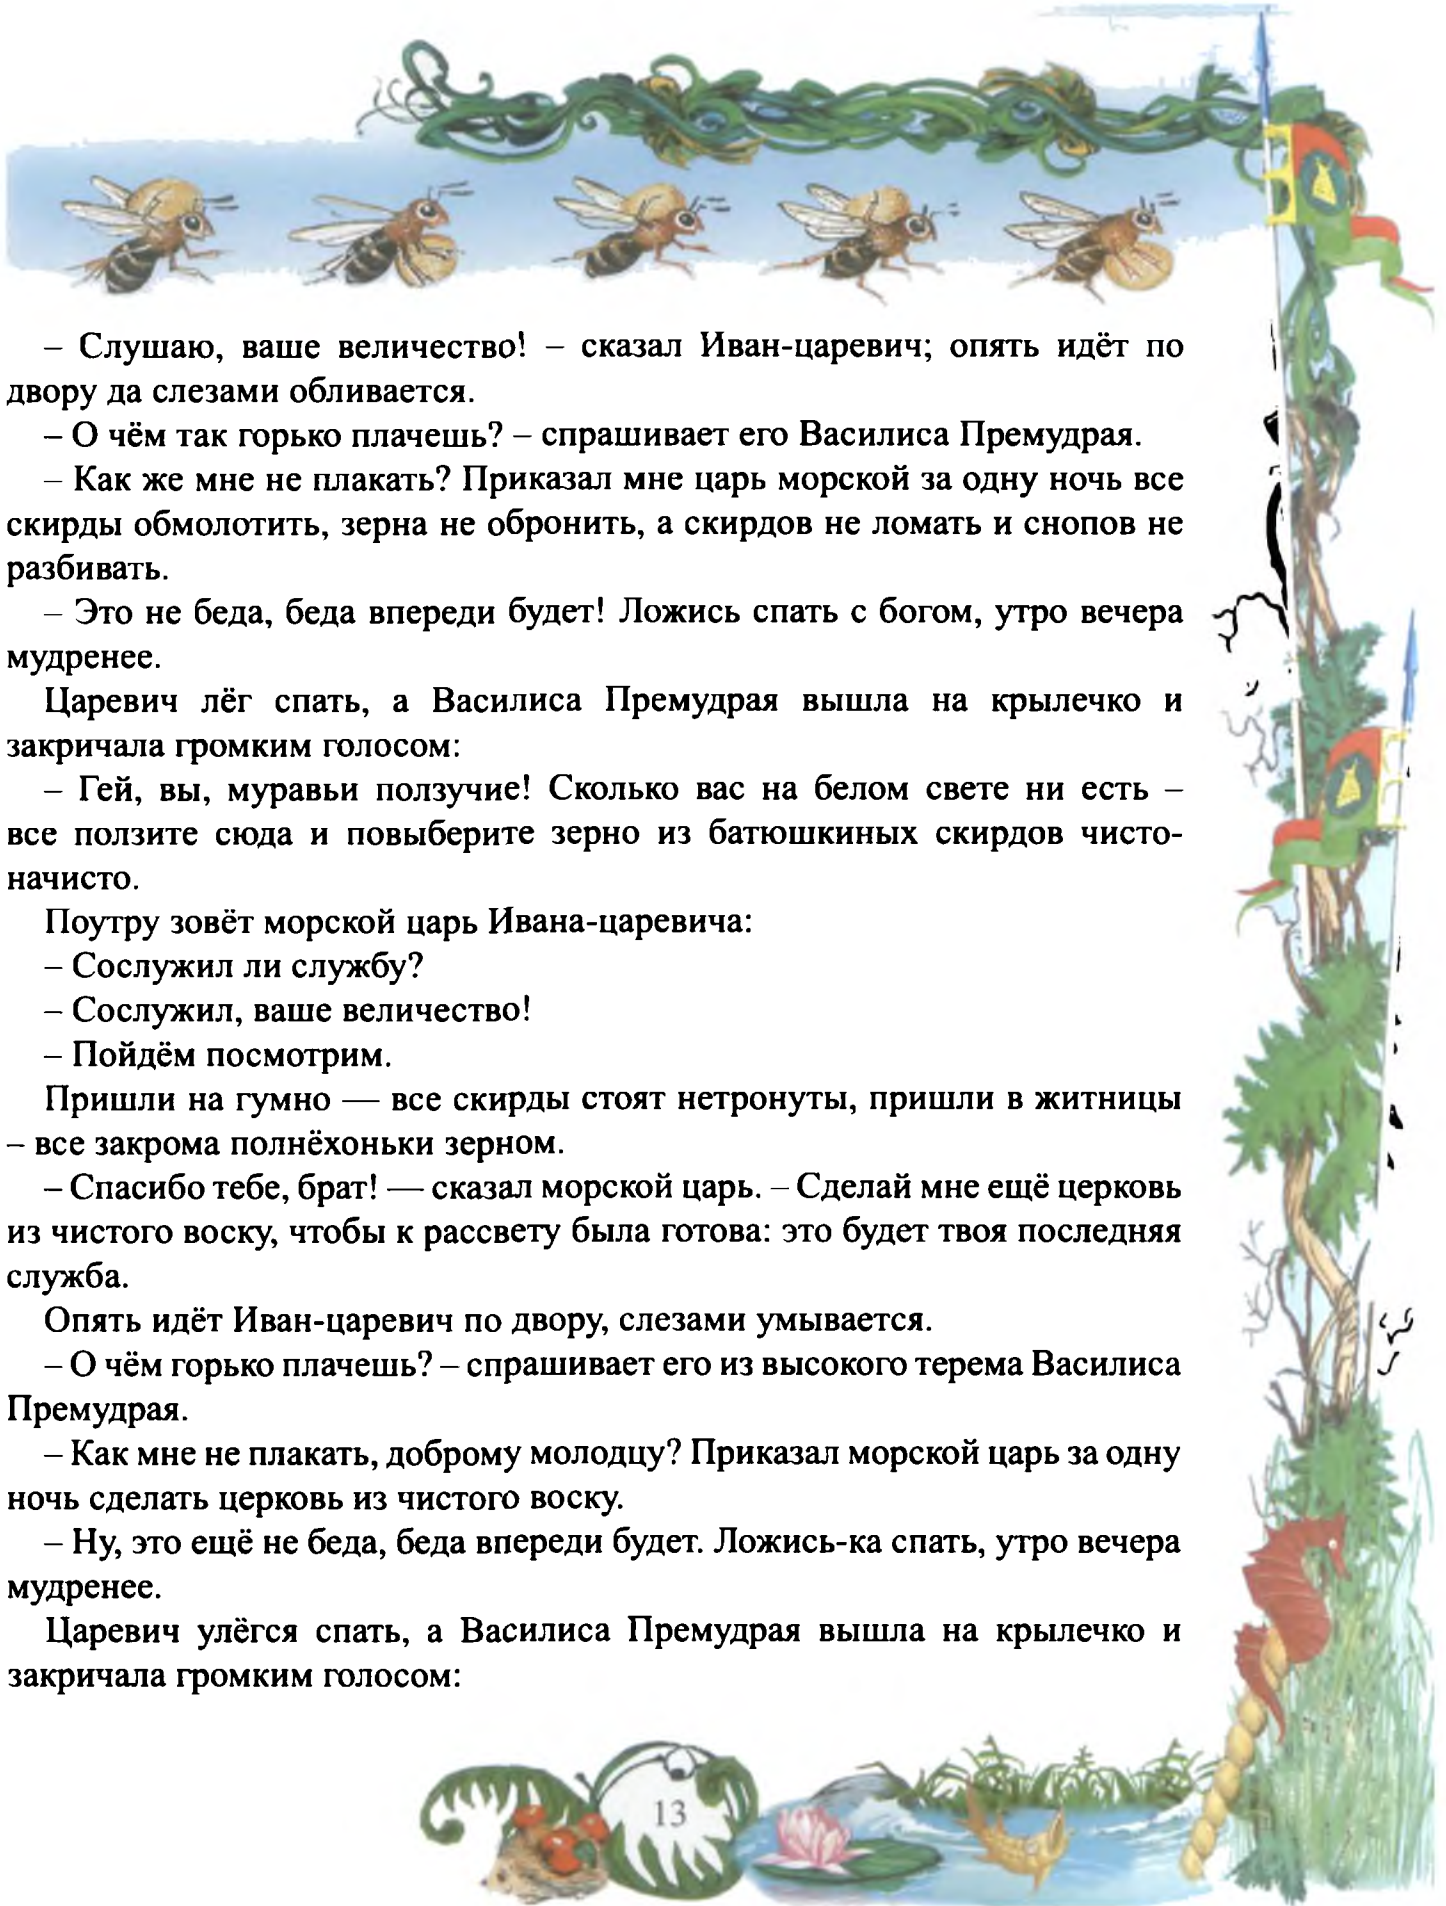 – Слушаю, ваше величество! – сказал Иван-царевич; опять идёт по
двору да слезами обливается.
– О чём так горько плачешь? – спрашивает его Василиса Премудрая.
– Как же мне не плакать? Приказал мне царь морской за одну ночь все
скирды обмолотить, зерна не обронить, а скирдов не ломать и снопов не
разбивать.
– Это не беда, беда впереди будет! Ложись спать с богом, утро вечера
мудренее.
Царевич лёг спать, а Василиса Премудрая вышла на крылечко и
закричала громким голосом:
– Гей, вы, муравьи ползучие! Сколько вас на белом свете ни есть –
все ползите сюда и повыберите зерно из батюшкиных скирдов чисто-
начисто.
Поутру зовёт морской царь Ивана-царевича:
– Сослужил ли службу?
– Сослужил, ваше величество!
– Пойдём посмотрим.
Пришли на гумно — все скирды стоят нетронуты, пришли в житницы
– все закрома полнёхоньки зерном.
– Спасибо тебе, брат! — сказал морской царь. – Сделай мне ещё церковь
из чистого воску, чтобы к рассвету была готова: это будет твоя последняя
служба.
Опять идёт Иван-царевич по двору, слезами умывается.
– О чём горько плачешь? – спрашивает его из высокого терема Василиса
Премудрая.
– Как мне не плакать, доброму молодцу? Приказал морской царь за одну
ночь сделать церковь из чистого воску.
– Ну, это ещё не беда, беда впереди будет. Ложись-ка спать, утро вечера
мудренее.
Царевич улёгся спать, а Василиса Премудрая вышла на крылечко и
закричала громким голосом:
13